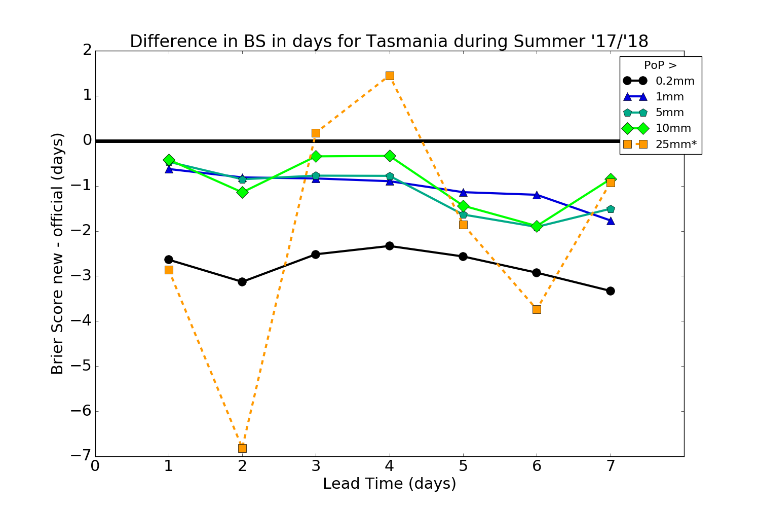 Difference in BS in days for Tasmania during Summer '17/'18
PoP >
0.2mm
1mm
5mm
10mm
25mm*
Brier Score new - official (days)
2
1
0
−1
−2
−3
−4
−5
−6
−7
0 1 2 3 4 5 6 7
Lead Time (days)